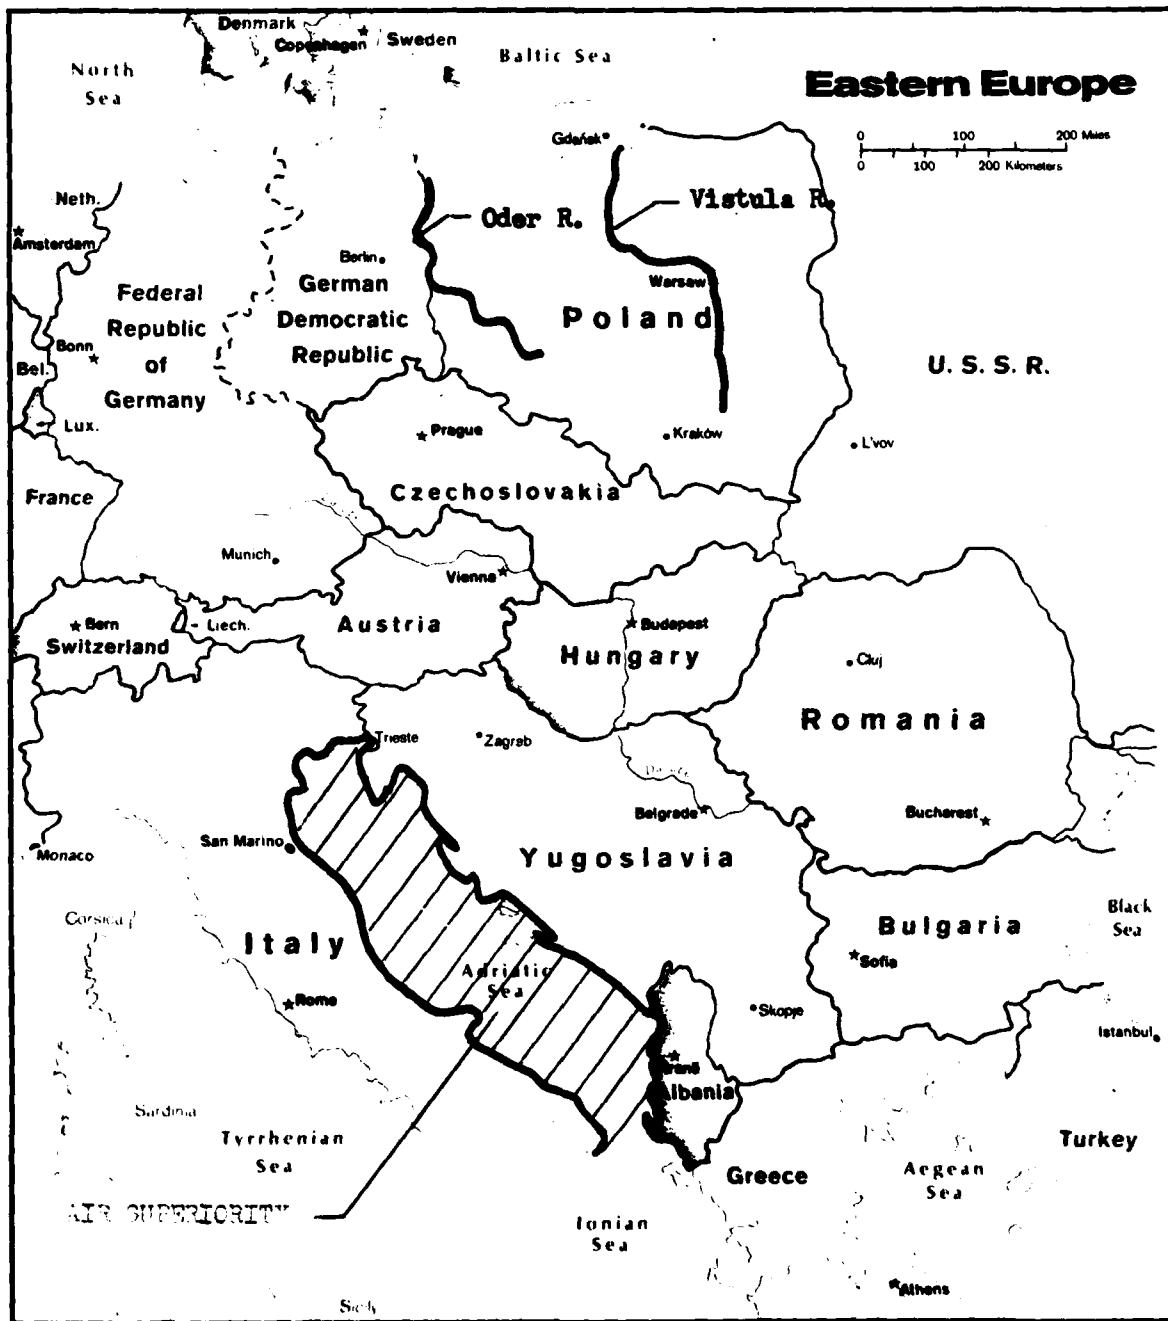 Denmark
Copenhagen
Sweden
Baltic Sea
North
Sea
Eastern Europe
0 100 200 Miles
0 100 200 Kilometers
Gdańsk
Neth.
Vistula R.
Oder R.
Amsterdam
Berlin
Warsaw
Federal
Republic
of
Germany
German
Democratic
Republic
Poland
Bonn
Bel.
U. S. S. R.
Lux.
Prague
Kraków
L'vov
France
Czechoslovakia
Munich
Vienna
Bern
Switzerland
Liech.
Austria
Budapest
Hungary
Cluj
Romania
Trieste
Zagreb
Belgrade
Bucharest
San Marino
Monaco
Yugoslavia
Corsica
Italy
Black
Sea
Bulgaria
Sofia
Adriatic
Sea
Rome
Skopje
Istanbul
Albania
Sardinia
Tyrrhenian
Sea
Turkey
Greece
Aegean
Sea
AIR SUPERIORITY
Ionian
Sea
Athens
Sicily